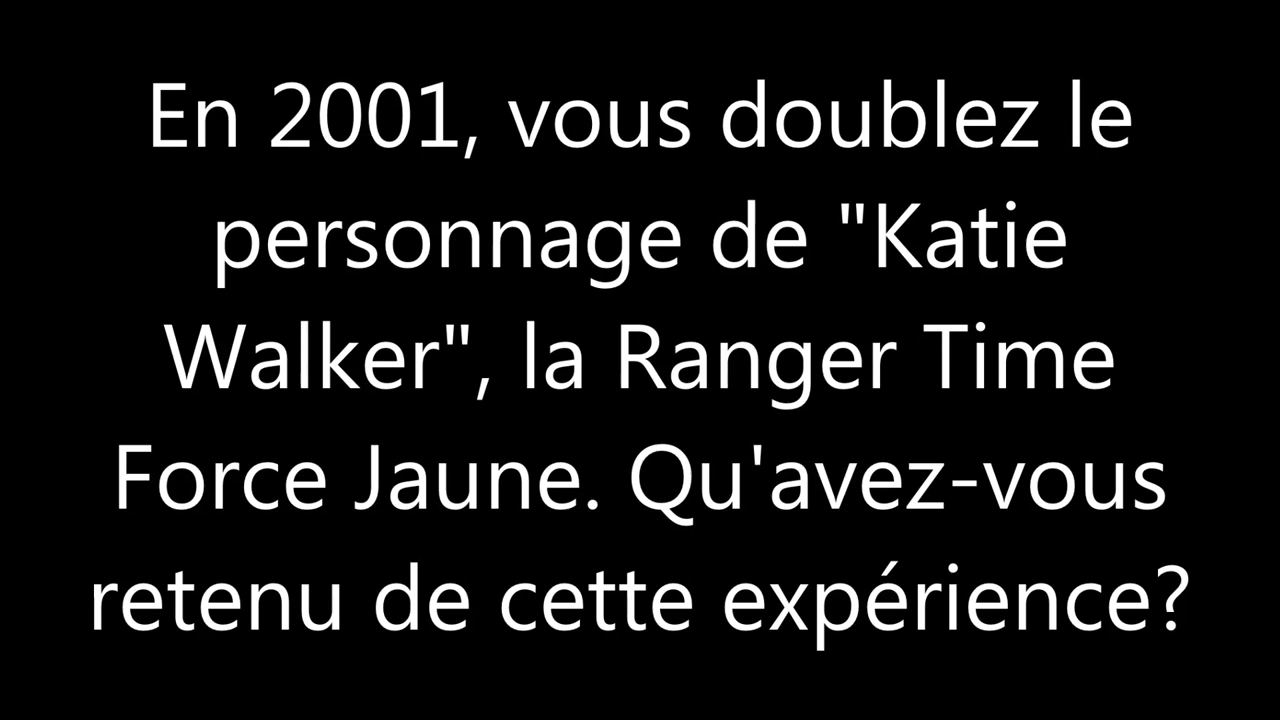 En 2001, vous doublez le
personnage de "Katie
Walker", la Ranger Time
Force Jaune. Qu'avez-vous
retenu de cette expérience?